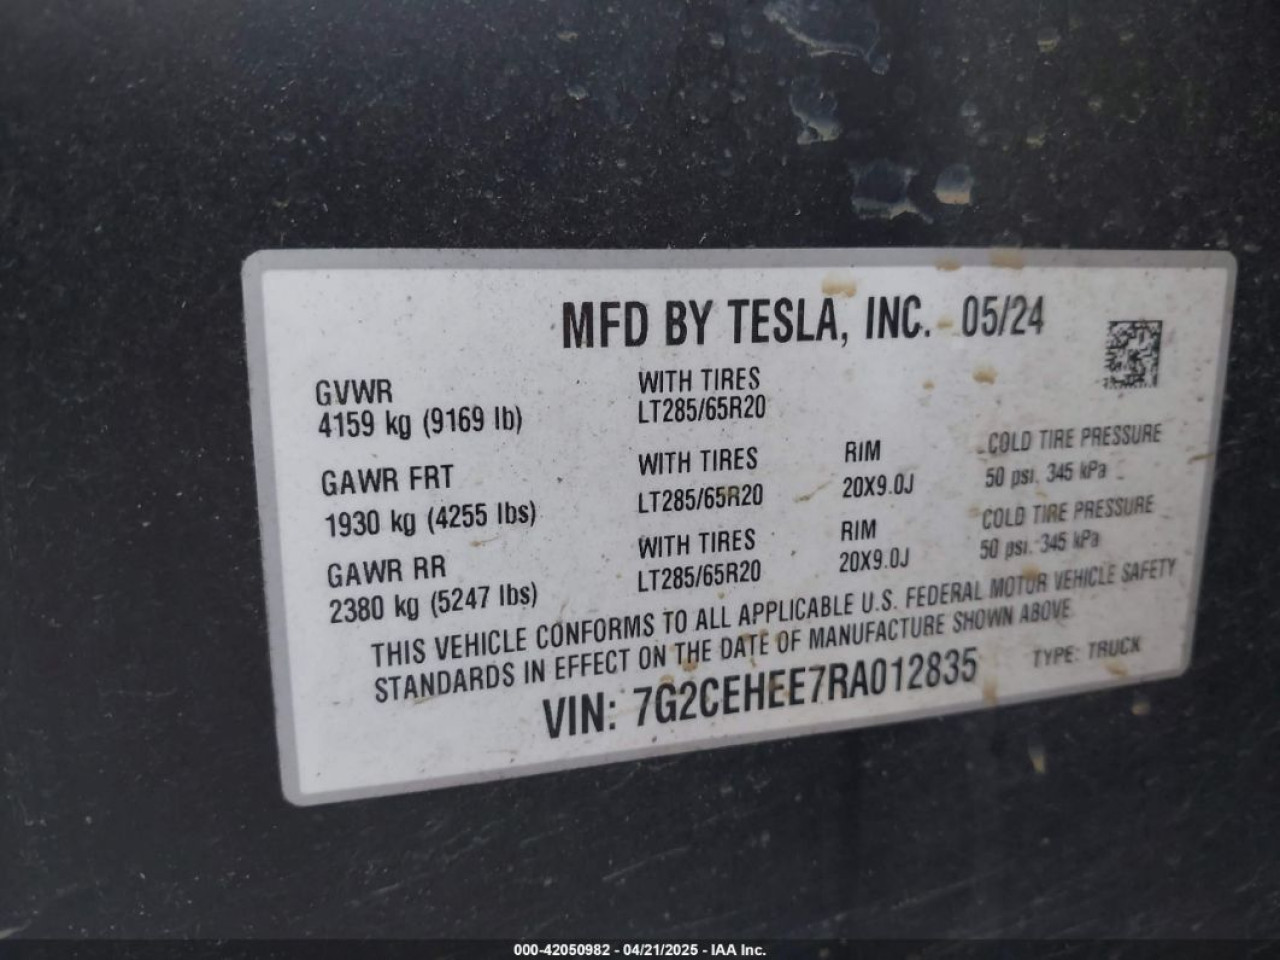 MFD BY TESLA, INC. 05/24
GVWR
4159 kg (9169 lb)
WITH TIRES
LT285/65R20
GAWR FRT
1930 kg (4255 lbs)
WITH TIRES
LT285/65R20
RIM
20X9.0J
COLD TIRE PRESSURE
50 psi. 345 kPa
GAWR RR
2380 kg (5247 lbs)
WITH TIRES
LT285/65R20
RIM
20X9.0J
COLD TIRE PRESSURE
50 psi. 345 kPa
THIS VEHICLE CONFORMS TO ALL APPLICABLE U.S. FEDERAL MOTOR VEHICLE SAFETY
STANDARDS IN EFFECT ON THE DATE OF MANUFACTURE SHOWN ABOVE
VIN: 7G2CEHEE7RA012835
TYPE: TRUCK
000-42050982 - 04/21/2025 - IAA Inc.